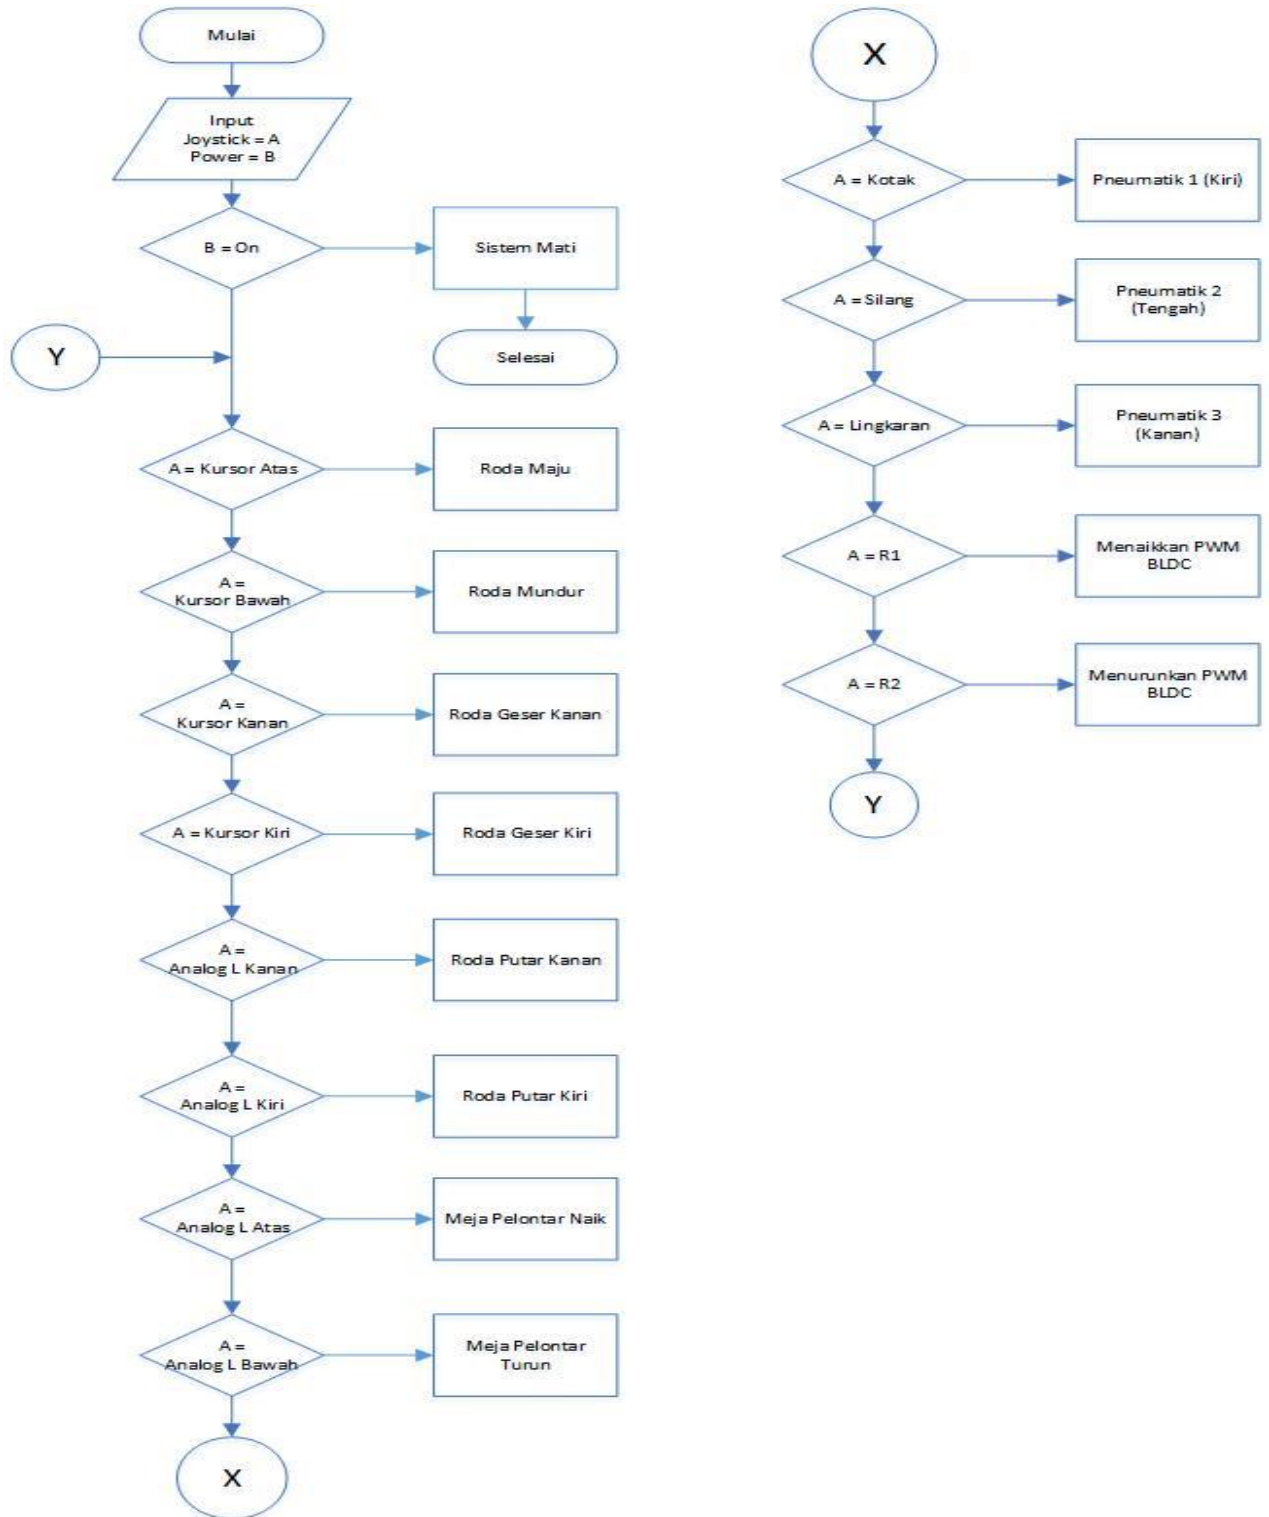 Mulai
Input
Joystick = A
Power = B
B = On
Sistem Mati
Y
Selesai
A = Kursor Atas
Roda Maju
A =
Kursor Bawah
Roda Mundur
A =
Kursor Kanan
Roda Geser Kanan
A = Kursor Kiri
Roda Geser Kiri
A =
Analog L Kanan
Roda Putar Kanan
A =
Analog L Kiri
Roda Putar Kiri
A =
Analog L Atas
Meja Pelontar Naik
A =
Analog L Bawah
Meja Pelontar
Turun
X
X
A = Kotak
Pneumatik 1 (Kiri)
A = Silang
Pneumatik 2
(Tengah)
A = Lingkaran
Pneumatik 3
(Kanan)
A = R1
Menaikkan PWM
BLDC
A = R2
Menurunkan PWM
BLDC
Y